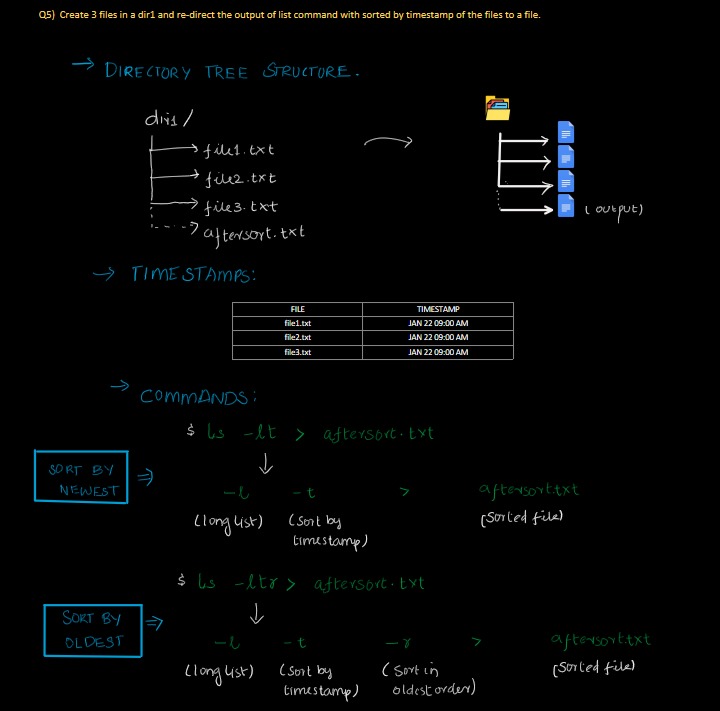 Q5) Create 3 files in a dir1 and re-direct the output of list command with sorted by timestamp of the files to a file.
→ DIRECTORY TREE STRUCTURE.
dir1/
→ file1.txt
→ file2.txt
→ file3.txt
→ aftersort.txt
(output)
→ TIMESTAMPS:
FILE TIMESTAMP
file1.txt JAN 22 09:00 AM
file2.txt JAN 22 09:00 AM
file3.txt JAN 22 09:00 AM
→ COMMANDS:
$ ls -lt > aftersort.txt
SORT BY
NEWEST ⇒
-l -t > aftersort.txt
(long list) (sort by (sorted file)
timestamp)
$ ls -ltr > aftersort.txt
SORT BY
OLDEST ⇒
-l -t -r > aftersort.txt
(long list) (sort by (sort in (sorted file)
timestamp) oldest order)